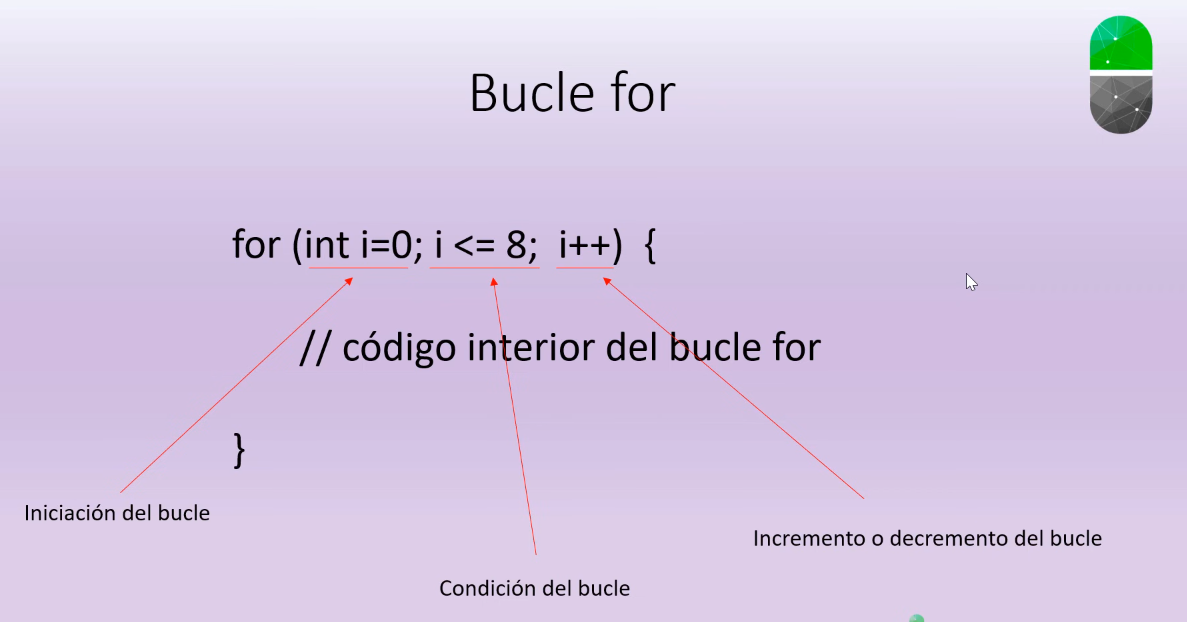 Bucle for
for (int i=0; i <= 8;  i++)  {
// código interior del bucle for
}
Iniciación del bucle
Condición del bucle
Incremento o decremento del bucle